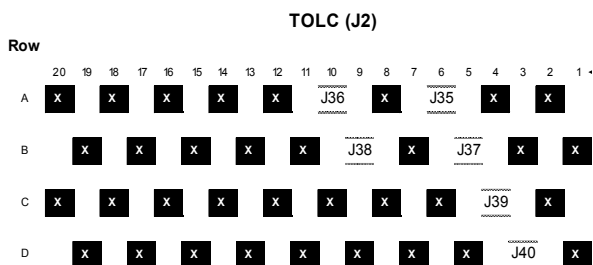 TOLC (J2)
Row
20 19 18 17 16 15 14 13 12 11 10 9 8 7 6 5 4 3 2 1
A X X X X X J36 X J35 X X
B X X X X X J38 X J37 X X
C X X X X X X X X J39 X
D X X X X X X X X J40 X